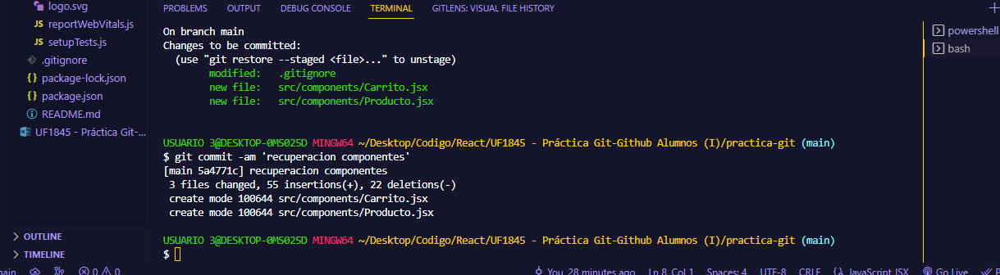 logo.svg
JS reportWebVitals.js
JS setupTests.js
.gitignore
{} package-lock.json
{} package.json
README.md
UF1845 - Práctica Git-...
OUTLINE
TIMELINE
PROBLEMS OUTPUT DEBUG CONSOLE TERMINAL GITLENS: VISUAL FILE HISTORY
On branch main
Changes to be committed:
(use "git restore --staged <file>..." to unstage)
modified: .gitignore
new file: src/components/Carrito.jsx
new file: src/components/Producto.jsx
USUARIO 3@DESKTOP-0MS025D MINGW64 ~/Desktop/Codigo/React/UF1845 - Práctica Git-Github Alumnos (I)/practica-git (main)
$ git commit -am 'recuperacion componentes'
[main 5a4771c] recuperacion componentes
3 files changed, 55 insertions(+), 22 deletions(-)
create mode 100644 src/components/Carrito.jsx
create mode 100644 src/components/Producto.jsx
USUARIO 3@DESKTOP-0MS025D MINGW64 ~/Desktop/Codigo/React/UF1845 - Práctica Git-Github Alumnos (I)/practica-git (main)
$
powershell
bash
0 0 You, 28 minutes ago Ln 8, Col 1 Spaces: 4 UTF-8 CRLF {} JavaScript JSX Go Live